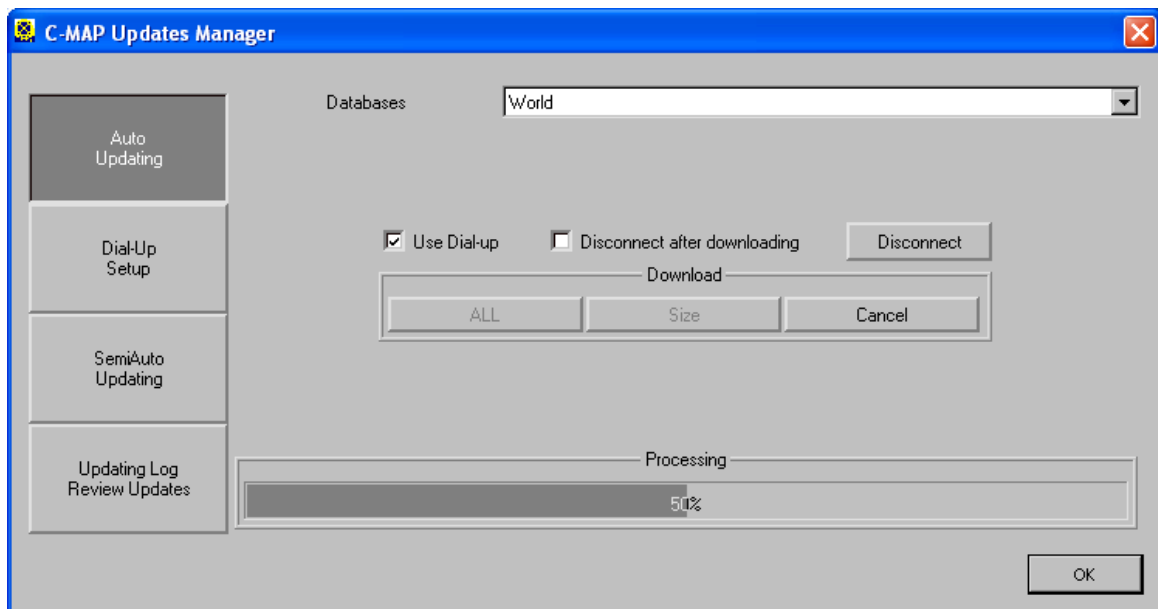 C-MAP Updates Manager
Databases
World
Auto
Updating
Dial-Up
Setup
SemiAuto
Updating
Updating Log
Review Updates
Use Dial-up
Disconnect after downloading
Disconnect
Download
ALL
Size
Cancel
Processing
50%
OK